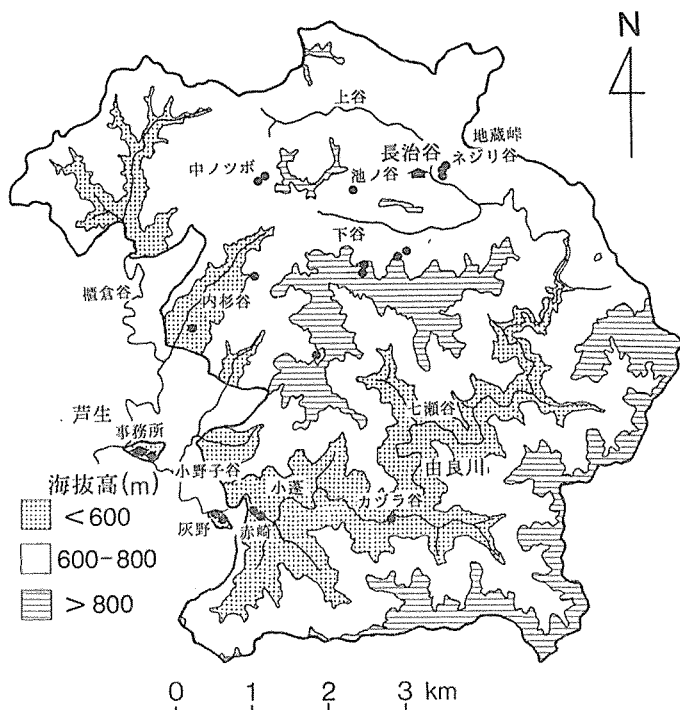 N
上谷
地蔵峠
長治谷
ネジリ谷
中ノツボ
池ノ谷
下谷
櫃倉谷
内杉谷
七瀬谷
芦生
事務所
由良川
小野子谷
海抜高(m)
小蓬
カヅラ谷
<600
灰野
赤崎
600-800
>800
0 1 2 3 km